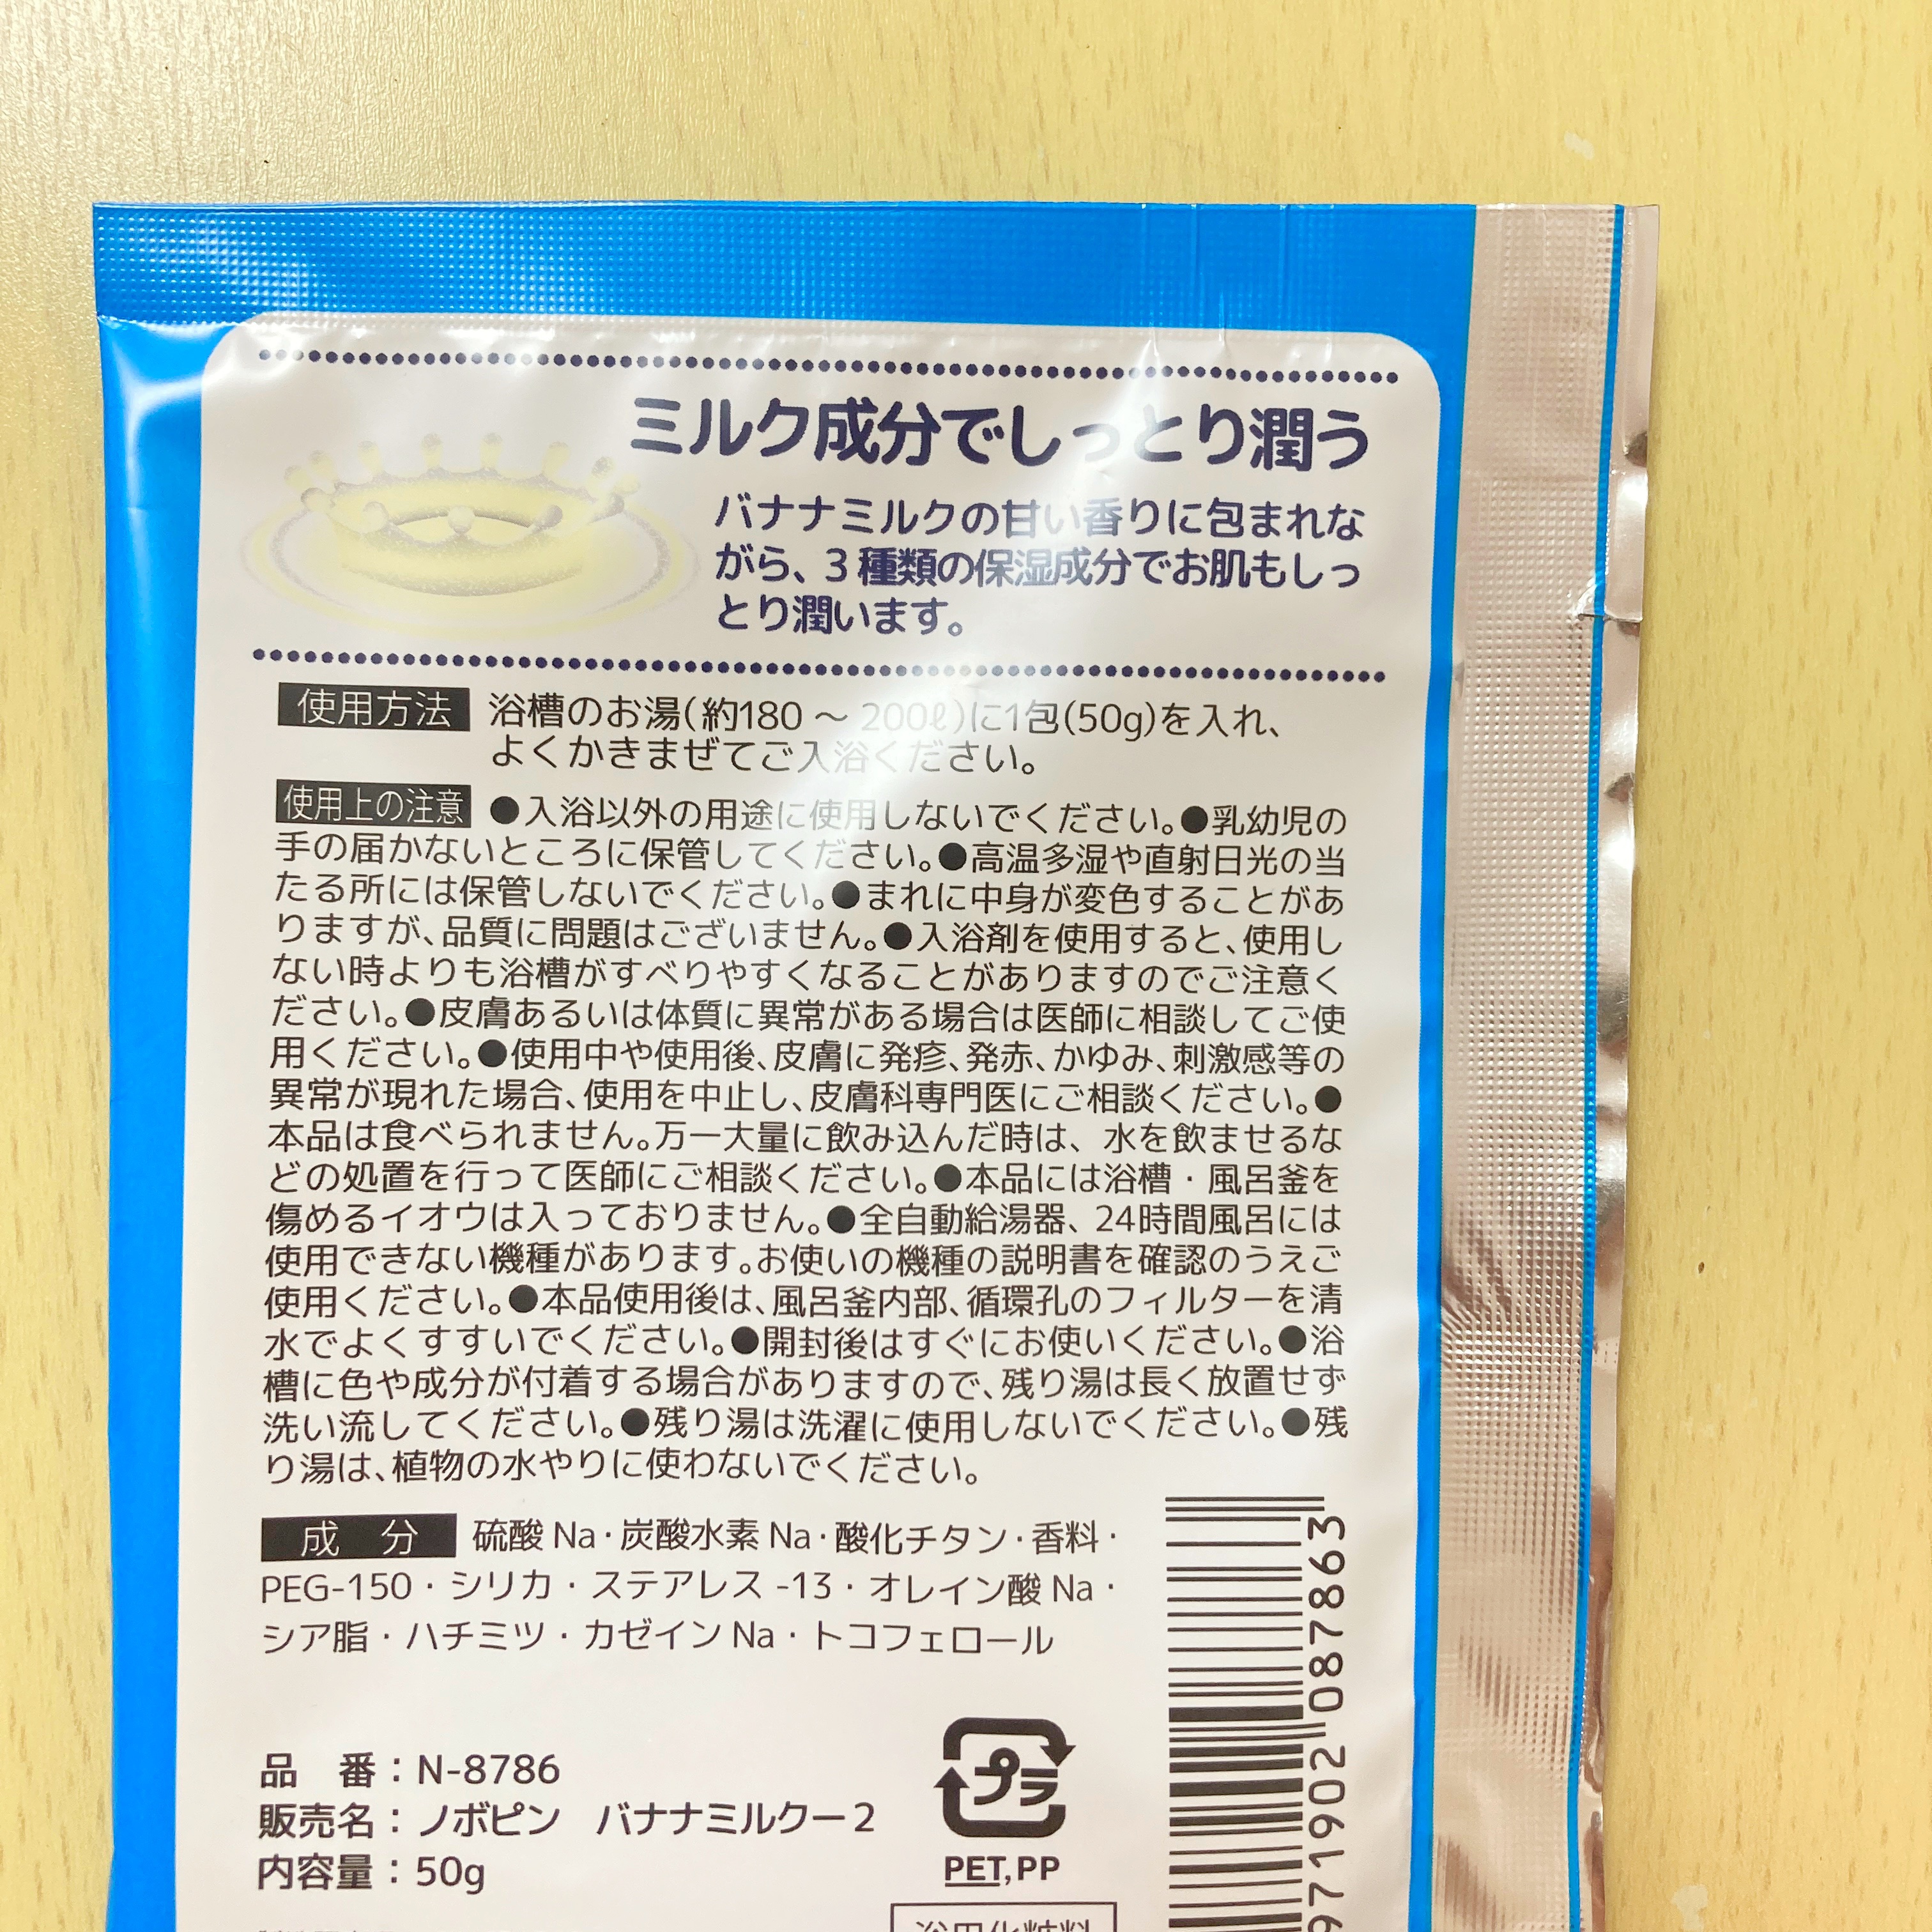 ミルク成分でしっとり潤う
バナナミルクの甘い香りに包まれな
がら、3種類の保湿成分でお肌もしっ
とり潤います。
使用方法 浴槽のお湯(約180 ～ 200ℓ)に1包(50g)を入れ、
よくかきまぜてご入浴ください。
使用上の注意 ●入浴以外の用途に使用しないでください。●乳幼児の
手の届かないところに保管してください。●高温多湿や直射日光の当
たる所には保管しないでください。●まれに中身が変色することがあ
りますが、品質に問題はございません。●入浴剤を使用すると、使用し
ない時よりも浴槽がすべりやすくなることがありますのでご注意く
ださい。●皮膚あるいは体質に異常がある場合は医師に相談してご使
用ください。●使用中や使用後、皮膚に発疹、発赤、かゆみ、刺激感等の
異常が現れた場合、使用を中止し、皮膚科専門医にご相談ください。●
本品は食べられません。万一大量に飲み込んだ時は、水を飲ませるな
どの処置を行って医師にご相談ください。●本品には浴槽・風呂釜を
傷めるイオウは入っておりません。●全自動給湯器、24時間風呂には
使用できない機種があります。お使いの機種の説明書を確認のうえご
使用ください。●本品使用後は、風呂釜内部、循環孔のフィルターを清
水でよくすすいでください。●開封後はすぐにお使いください。●浴
槽に色や成分が付着する場合がありますので、残り湯は長く放置せず
洗い流してください。●残り湯は洗濯に使用しないでください。●残
り湯は、植物の水やりに使わないでください。
成　分 硫酸Na・炭酸水素Na・酸化チタン・香料・
PEG-150・シリカ・ステアレス-13・オレイン酸Na・
シア脂・ハチミツ・カゼインNa・トコフェロール
品　番：N-8786
販売名：ノボピン　バナナミルクー2
内容量：50g
プラ
PET,PP
浴用化粧料
971902 087863